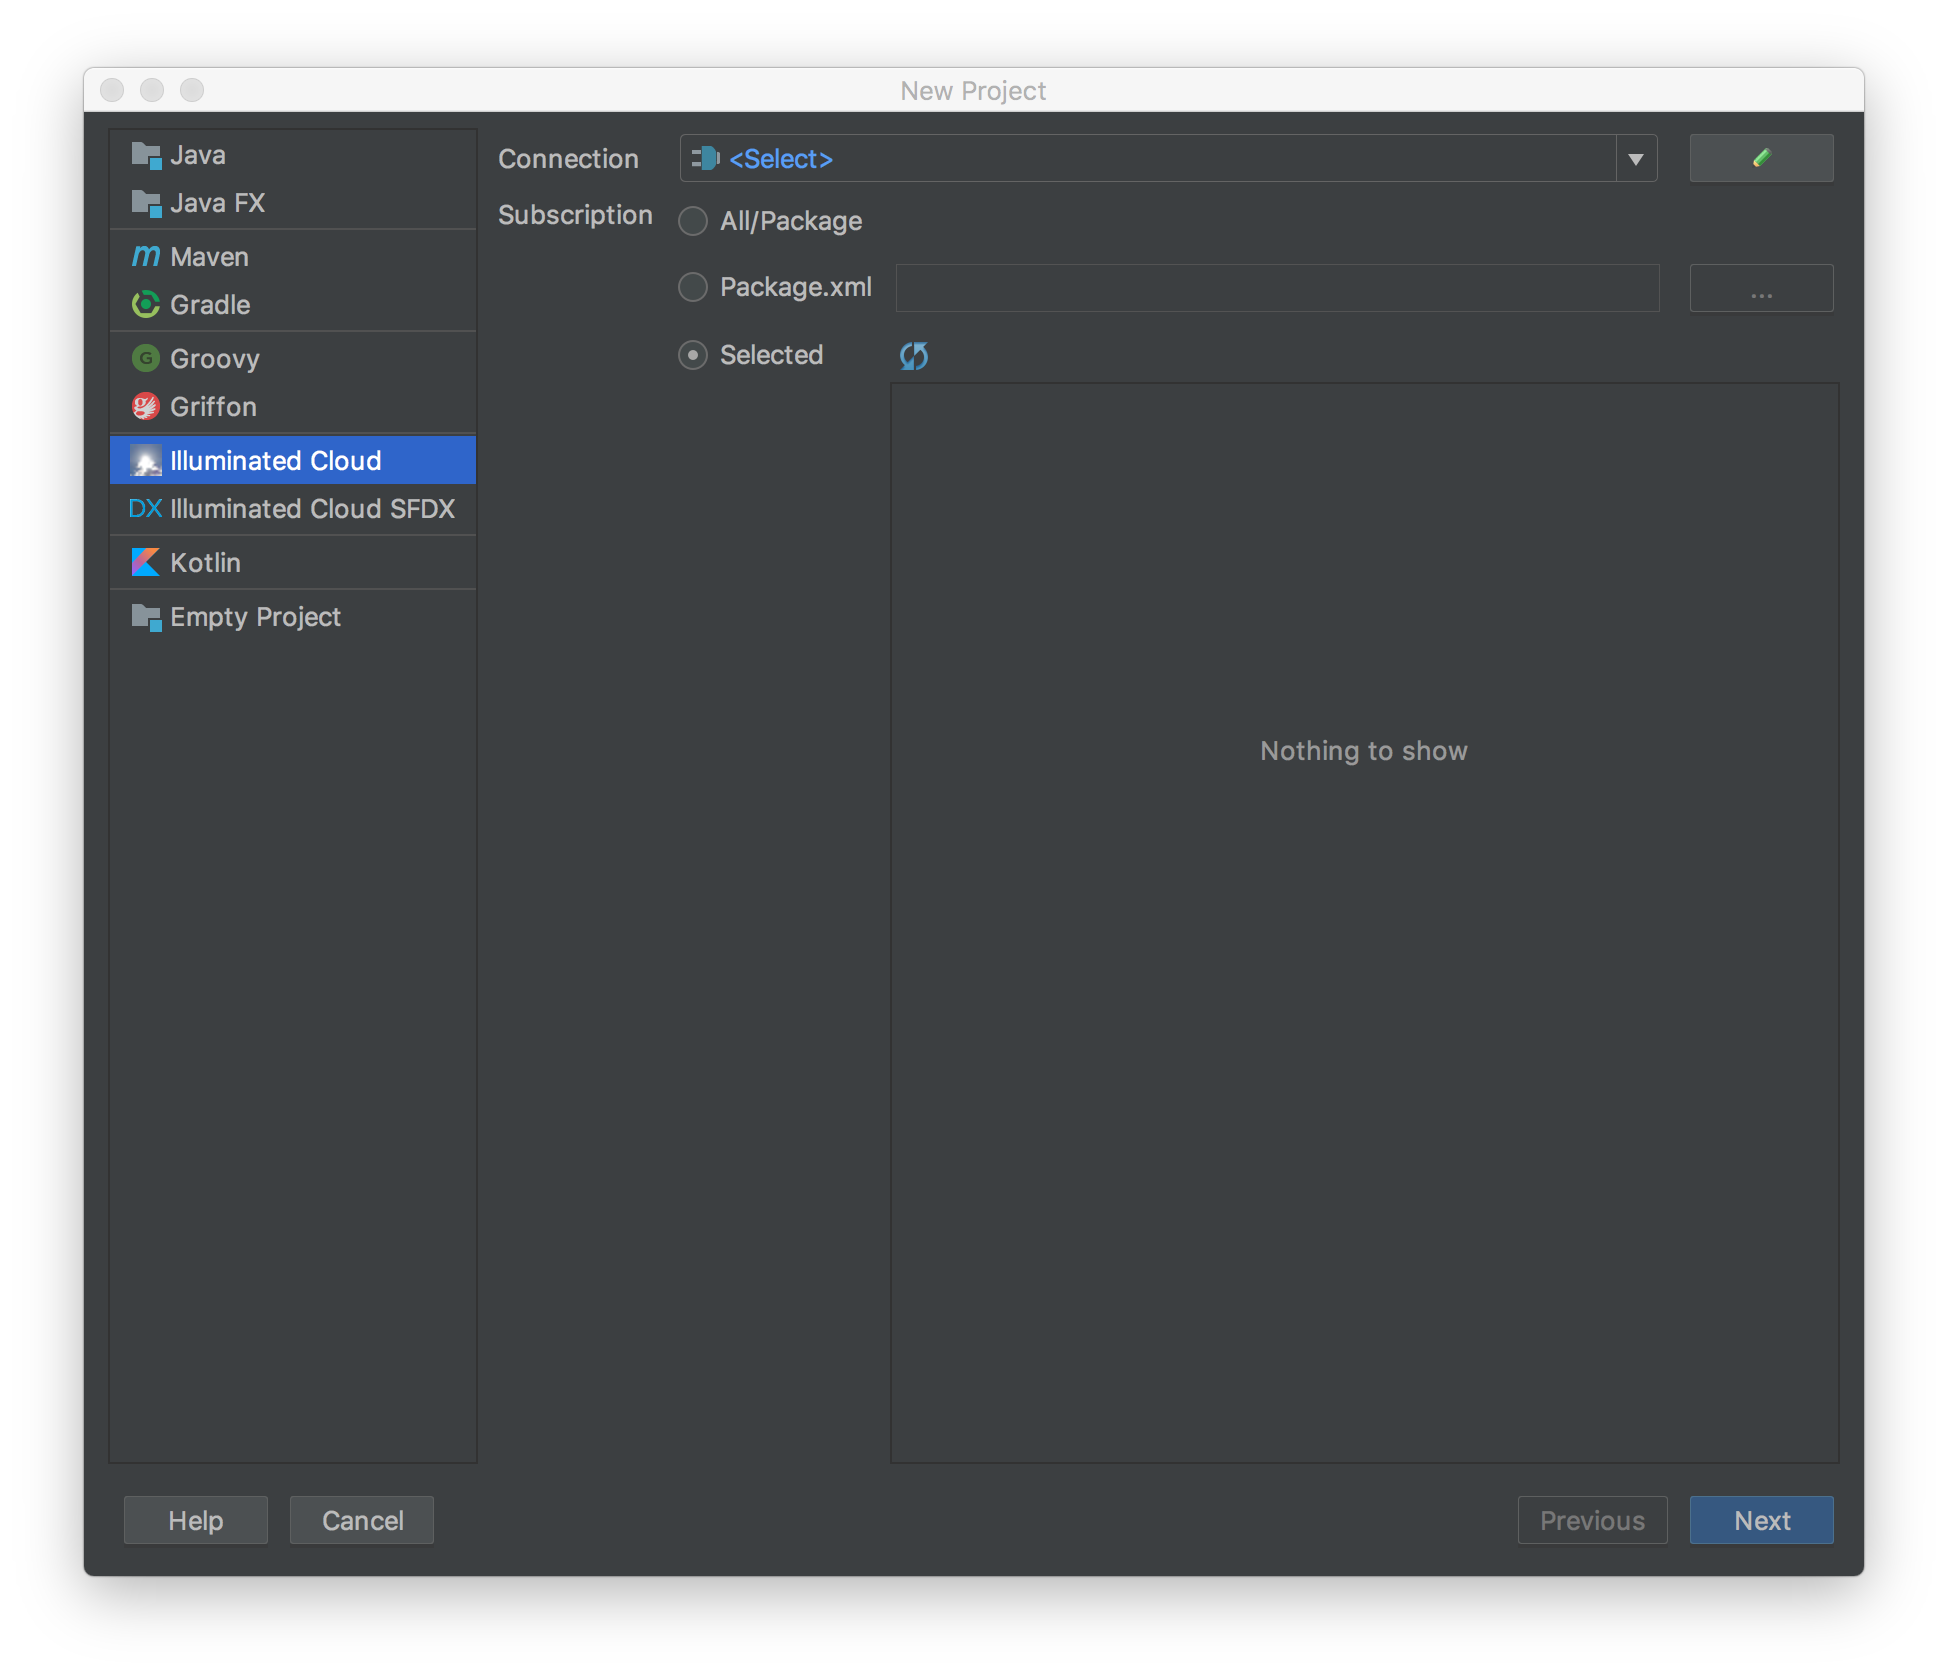 New Project
Java
Java FX
Maven
Gradle
Groovy
Griffon
Illuminated Cloud
DX Illuminated Cloud SFDX
Kotlin
Empty Project
Connection <Select>
Subscription All/Package
Package.xml ...
Selected
Nothing to show
Help Cancel Previous Next